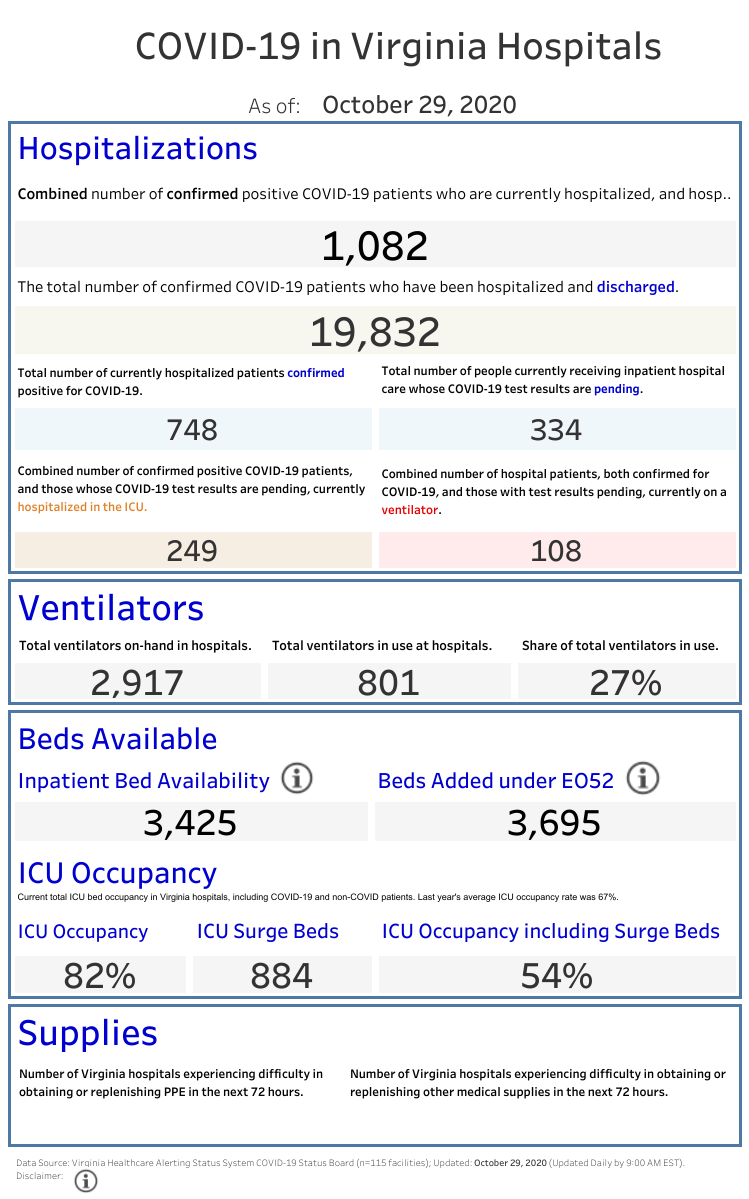 COVID-19 in Virginia Hospitals
As of: October 29, 2020
Hospitalizations
Combined number of confirmed positive COVID-19 patients who are currently hospitalized, and hosp..
1,082
The total number of confirmed COVID-19 patients who have been hospitalized and discharged.
19,832
Total number of currently hospitalized patients confirmed
positive for COVID-19.
Total number of people currently receiving inpatient hospital
care whose COVID-19 test results are pending.
748
334
Combined number of confirmed positive COVID-19 patients,
and those whose COVID-19 test results are pending, currently
hospitalized in the ICU.
Combined number of hospital patients, both confirmed for
COVID-19, and those with test results pending, currently on a
ventilator.
249
108
Ventilators
Total ventilators on-hand in hospitals.
Total ventilators in use at hospitals.
Share of total ventilators in use.
2,917
801
27%
Beds Available
Inpatient Bed Availability
Beds Added under EO52
3,425
3,695
ICU Occupancy
Current total ICU bed occupancy in Virginia hospitals, including COVID-19 and non-COVID patients. Last year's average ICU occupancy rate was 67%.
ICU Occupancy
ICU Surge Beds
ICU Occupancy including Surge Beds
82%
884
54%
Supplies
Number of Virginia hospitals experiencing difficulty in
obtaining or replenishing PPE in the next 72 hours.
Number of Virginia hospitals experiencing difficulty in obtaining or
replenishing other medical supplies in the next 72 hours.
Data Source: Virginia Healthcare Alerting Status System COVID-19 Status Board (n=115 facilities); Updated: October 29, 2020 (Updated Daily by 9:00 AM EST).
Disclaimer: